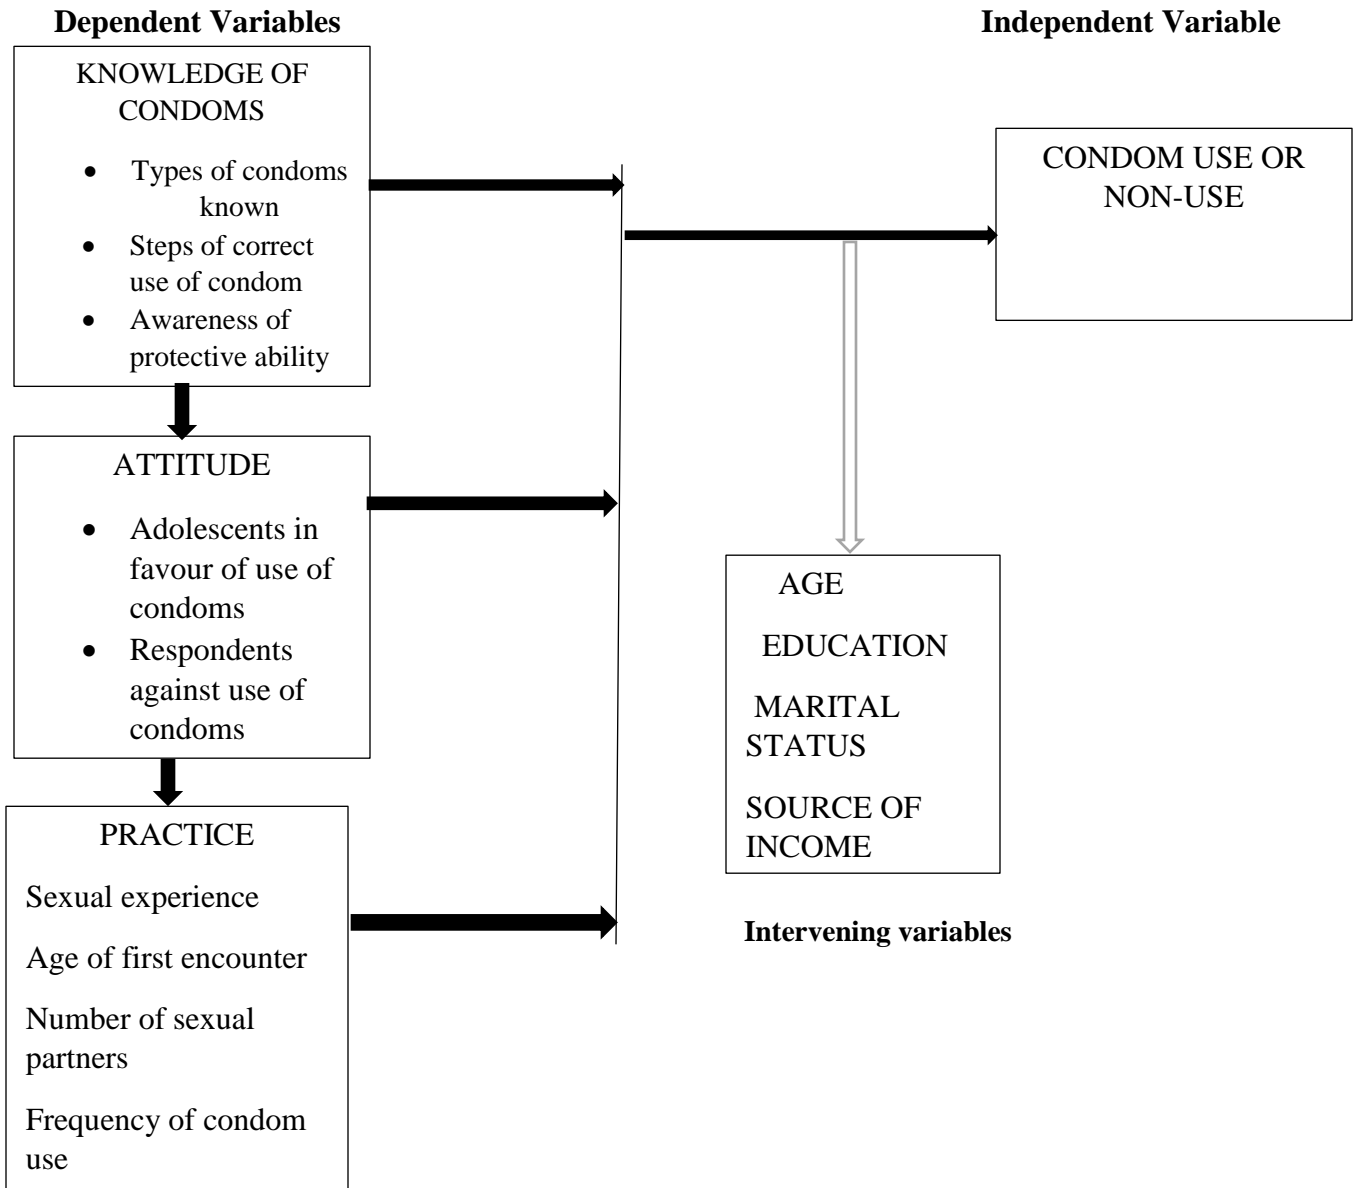 Dependent Variables
Independent Variable
KNOWLEDGE OF
CONDOMS
• Types of condoms
known
• Steps of correct
use of condom
• Awareness of
protective ability
CONDOM USE OR
NON-USE
ATTITUDE
• Adolescents in
favour of use of
condoms
• Respondents
against use of
condoms
AGE
EDUCATION
MARITAL
STATUS
SOURCE OF
INCOME
Intervening variables
PRACTICE
Sexual experience
Age of first encounter
Number of sexual
partners
Frequency of condom
use